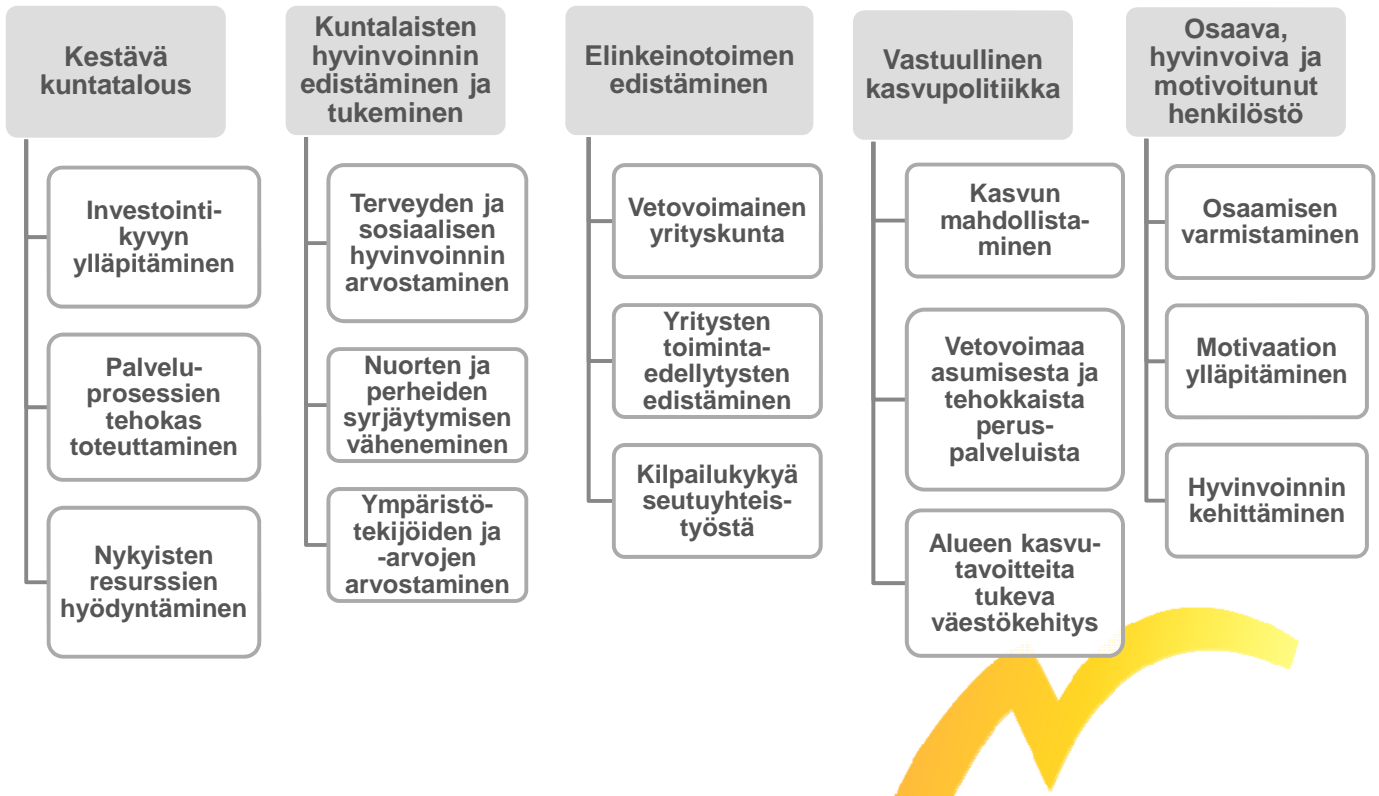 Kestävä
kuntatalous
Investointi-
kyvyn
ylläpitäminen
Palvelu-
prosessien
tehokas
toteuttaminen
Nykyisten
resurssien
hyödyntäminen
Kuntalaisten
hyvinvoinnin
edistäminen ja
tukeminen
Terveyden ja
sosiaalisen
hyvinvoinnin
arvostaminen
Nuorten ja
perheiden
syrjäytymisen
väheneminen
Ympäristö-
tekijöiden ja
-arvojen
arvostaminen
Elinkeinotoimen
edistäminen
Vetovoimainen
yrityskunta
Yritysten
toiminta-
edellytysten
edistäminen
Kilpailukykyä
seutuyhteis-
työstä
Vastuullinen
kasvupolitiikka
Kasvun
mahdollista-
minen
Vetovoimaa
asumisesta ja
tehokkaista
perus-
palveluista
Alueen kasvu-
tavoitteita
tukeva
väestökehitys
Osaava,
hyvinvoiva ja
motivoitunut
henkilöstö
Osaamisen
varmistaminen
Motivaation
ylläpitäminen
Hyvinvoinnin
kehittäminen